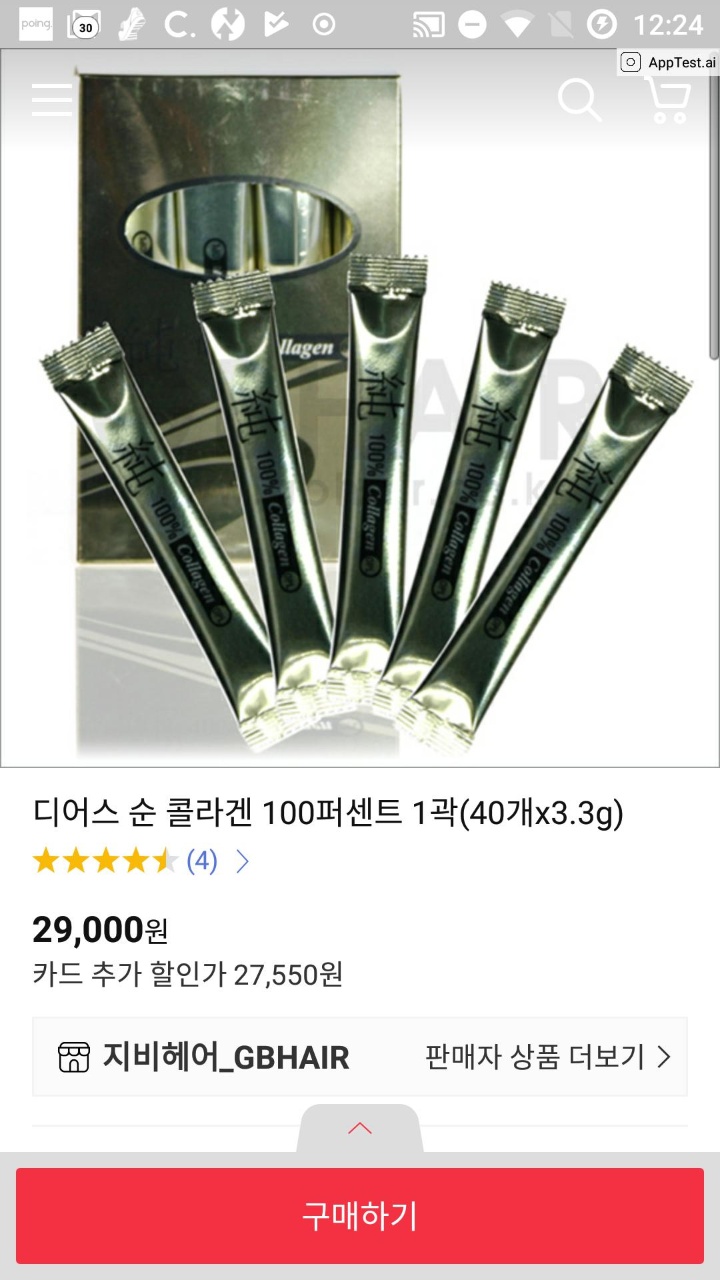 poing
30
C.
12:24
AppTest.ai
llagen
純 100% Collagen
純 100% Collagen
純 100% Collagen
純 100% Collagen
純 100% Collagen
디어스 순 콜라겐 100퍼센트 1곽(40개x3.3g)
(4)
29,000원
카드 추가 할인가 27,550원
지비헤어_GBHAIR
판매자 상품 더보기
구매하기